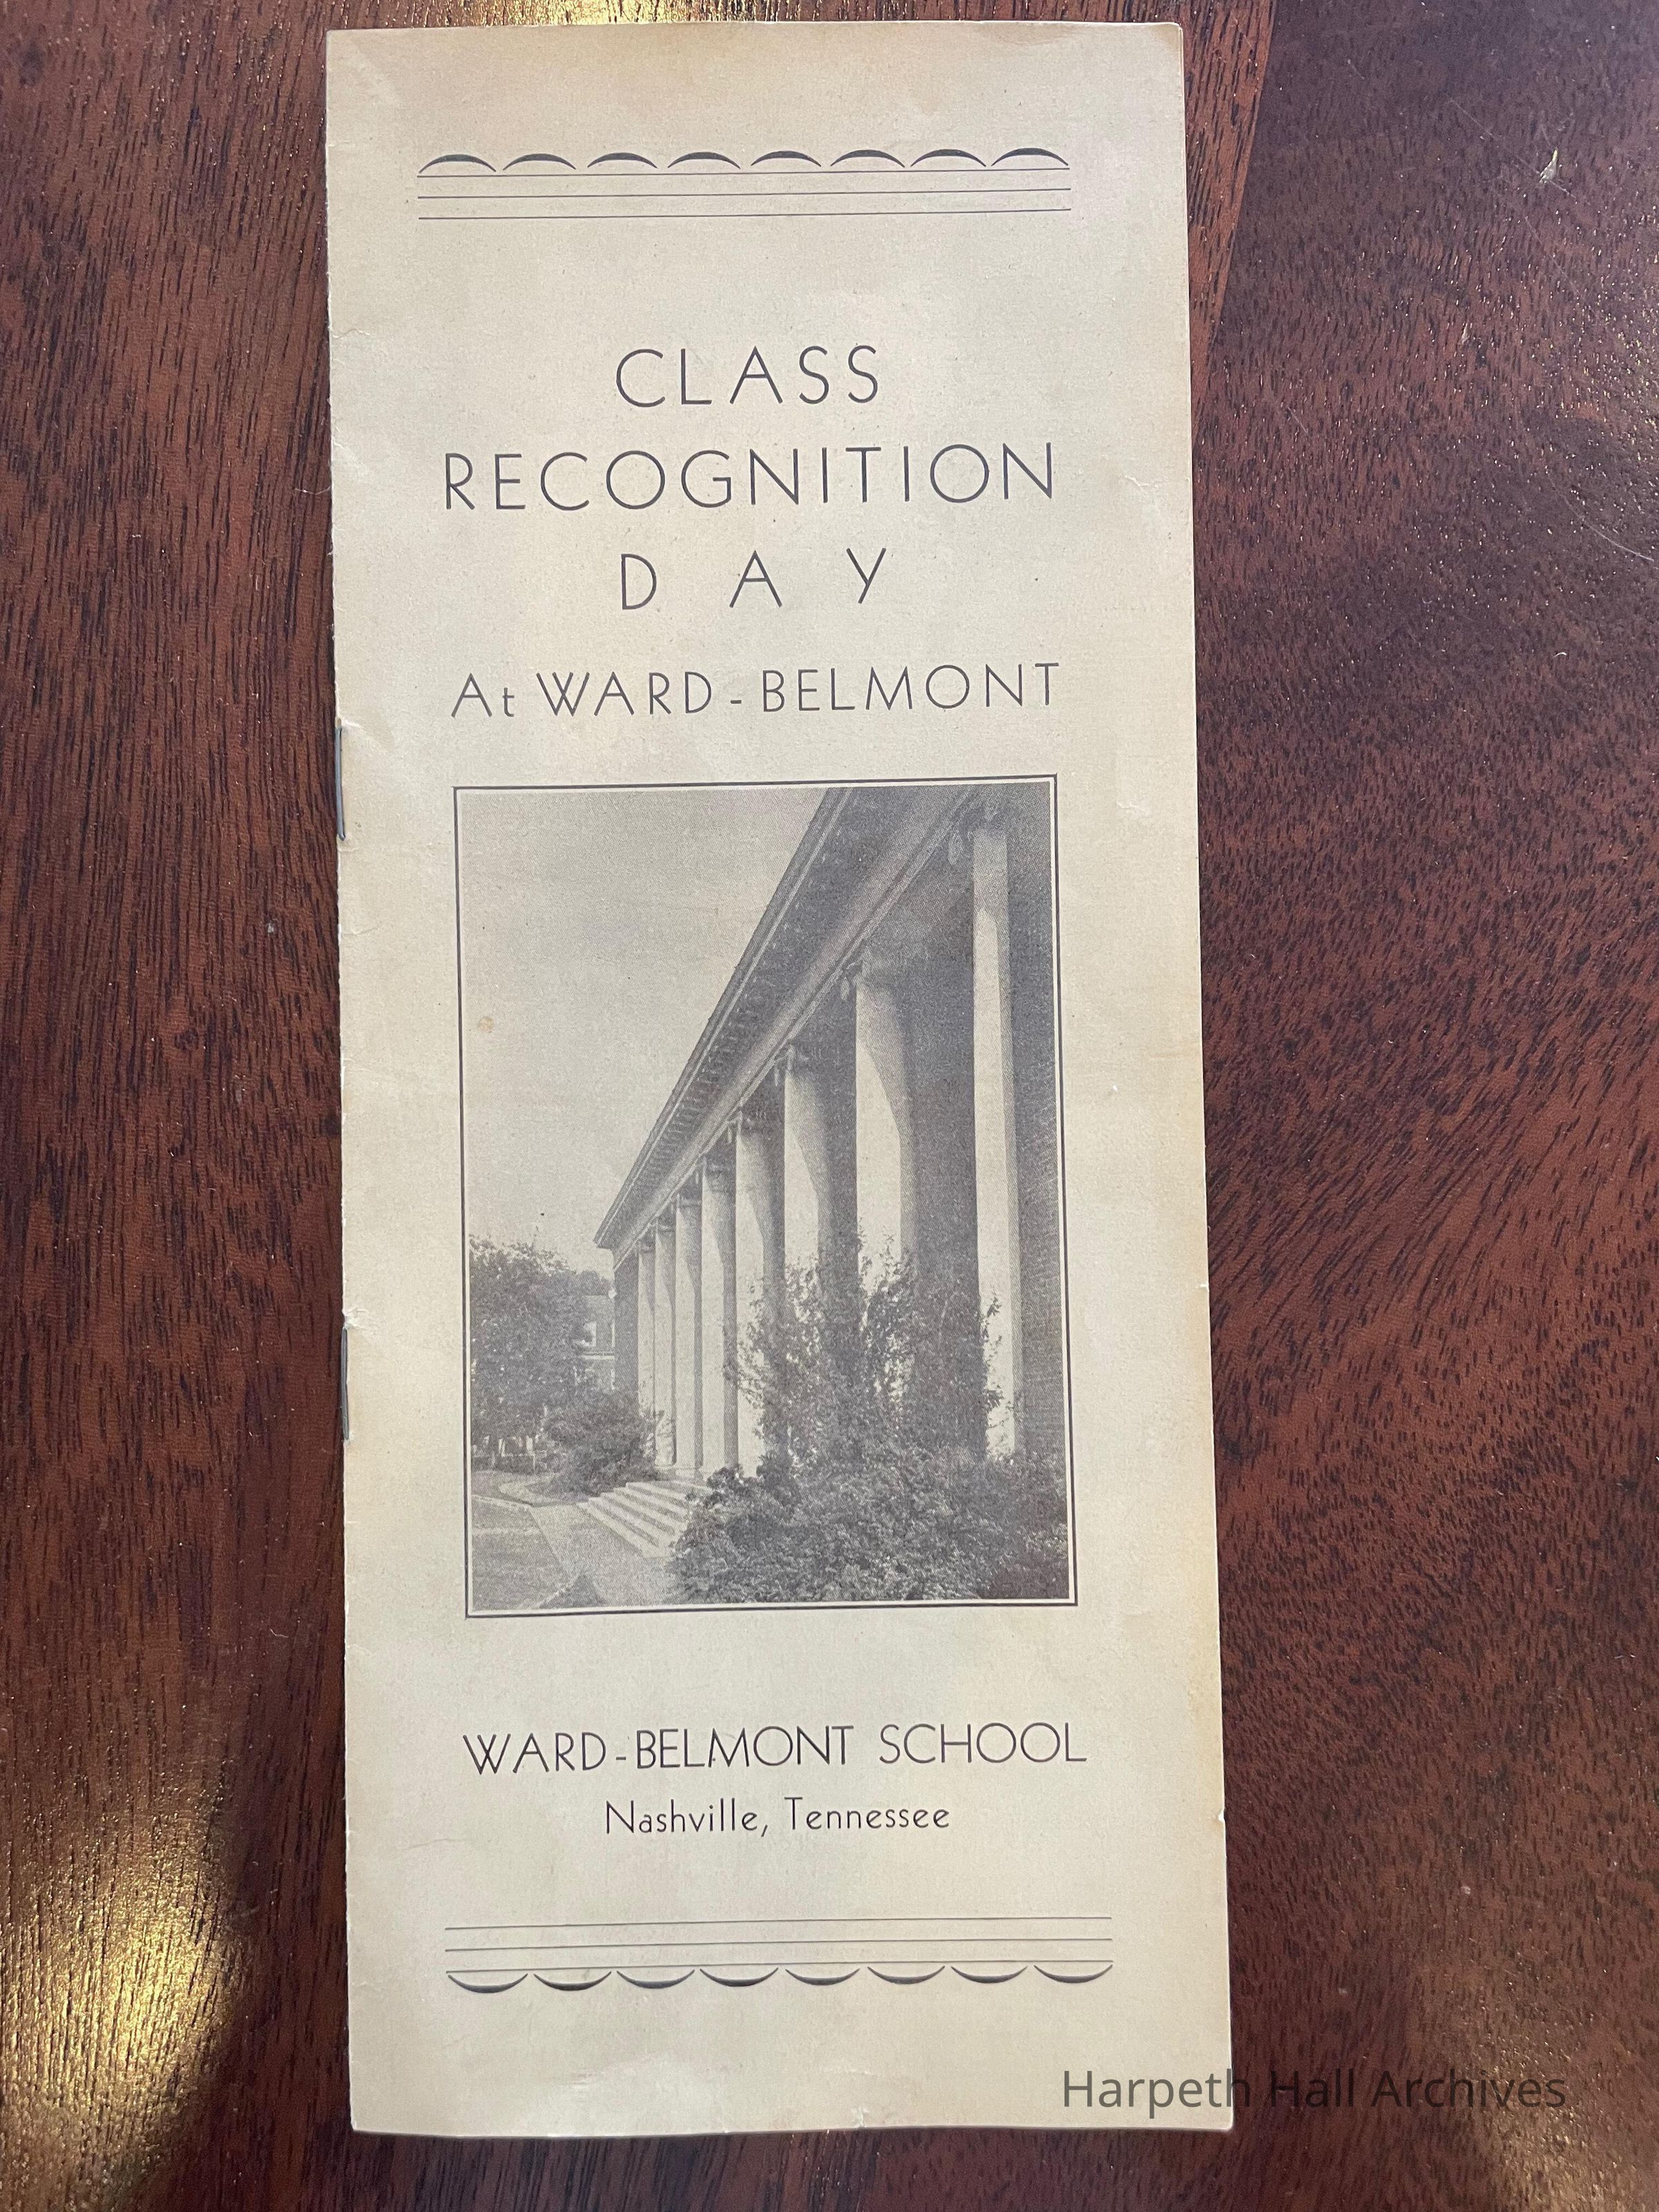 CLASS
RECOGNITION
DAY
At WARD-BELMONT
WARD-BELMONT SCHOOL
Nashville, Tennessee
Harpeth Hall Archives